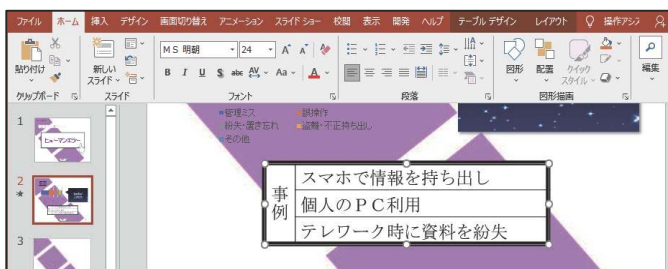 ファイル ホーム 挿入 デザイン 画面切り替え アニメーション スライド ショー 校閲 表示 開発 ヘルプ テーブル デザイン レイアウト 操作アシ
MS 明朝 24 A A
貼り付け 新しい スライド B I U S abc AV Aa A 図形 配置 クイック スタイル 編集
クリップボード スライド フォント 段落 図形描画
1
ヒューマンエラー
2
3
管理ミス 誤操作
紛失・置き忘れ 盗難・不正持ち出し
その他
事例
スマホで情報を持ち出し
個人のPC利用
テレワーク時に資料を紛失